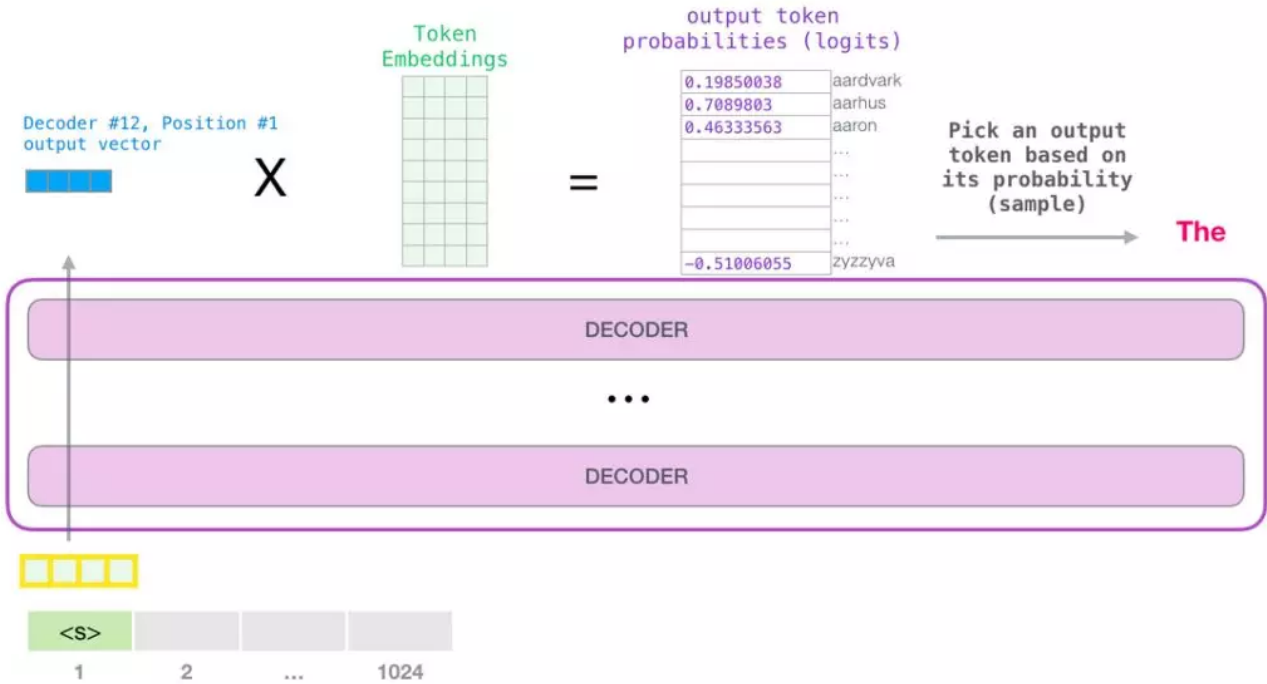 Token
Embeddings
output token
probabilities (logits)
Decoder #12, Position #1
output vector
X
=
0.19850038 aardvark
0.7089803 aarhus
0.46333563 aaron
...
...
...
...
...
-0.51006055 zyzzyva
Pick an output
token based on
its probability
(sample)
The
DECODER
...
DECODER
<s>
1 2 ... 1024